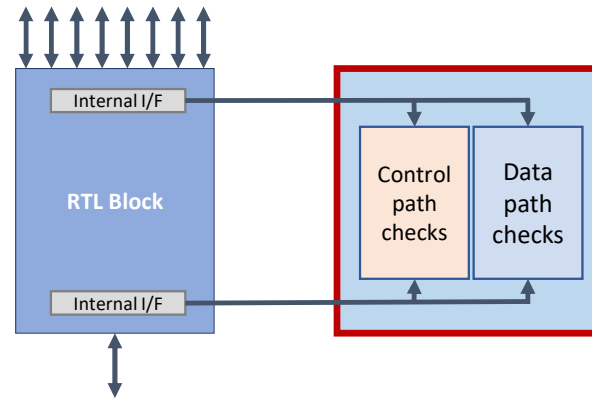 Internal I/F
RTL Block
Internal I/F
Control
path
checks
Data
path
checks